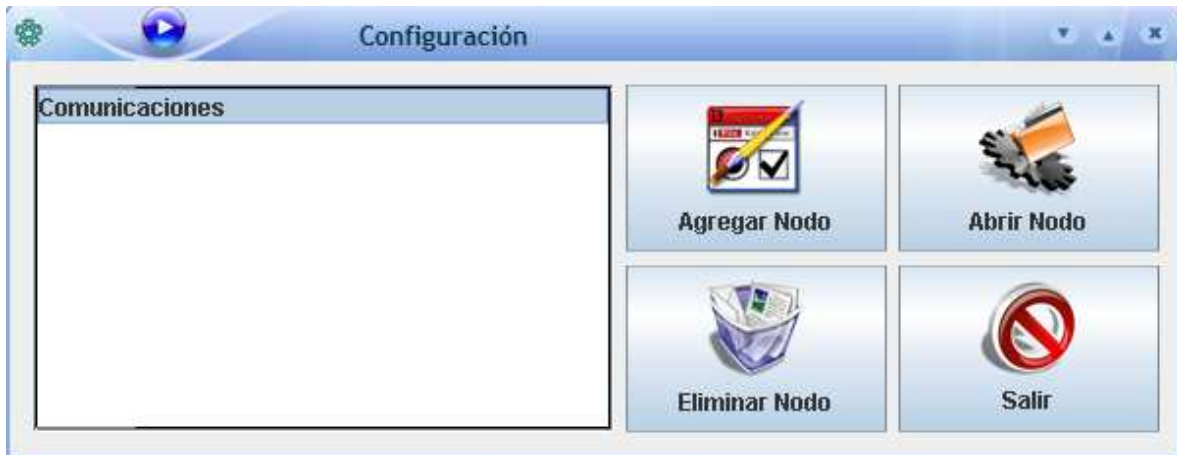 Configuración
Comunicaciones
Agregar Nodo
Abrir Nodo
Eliminar Nodo
Salir